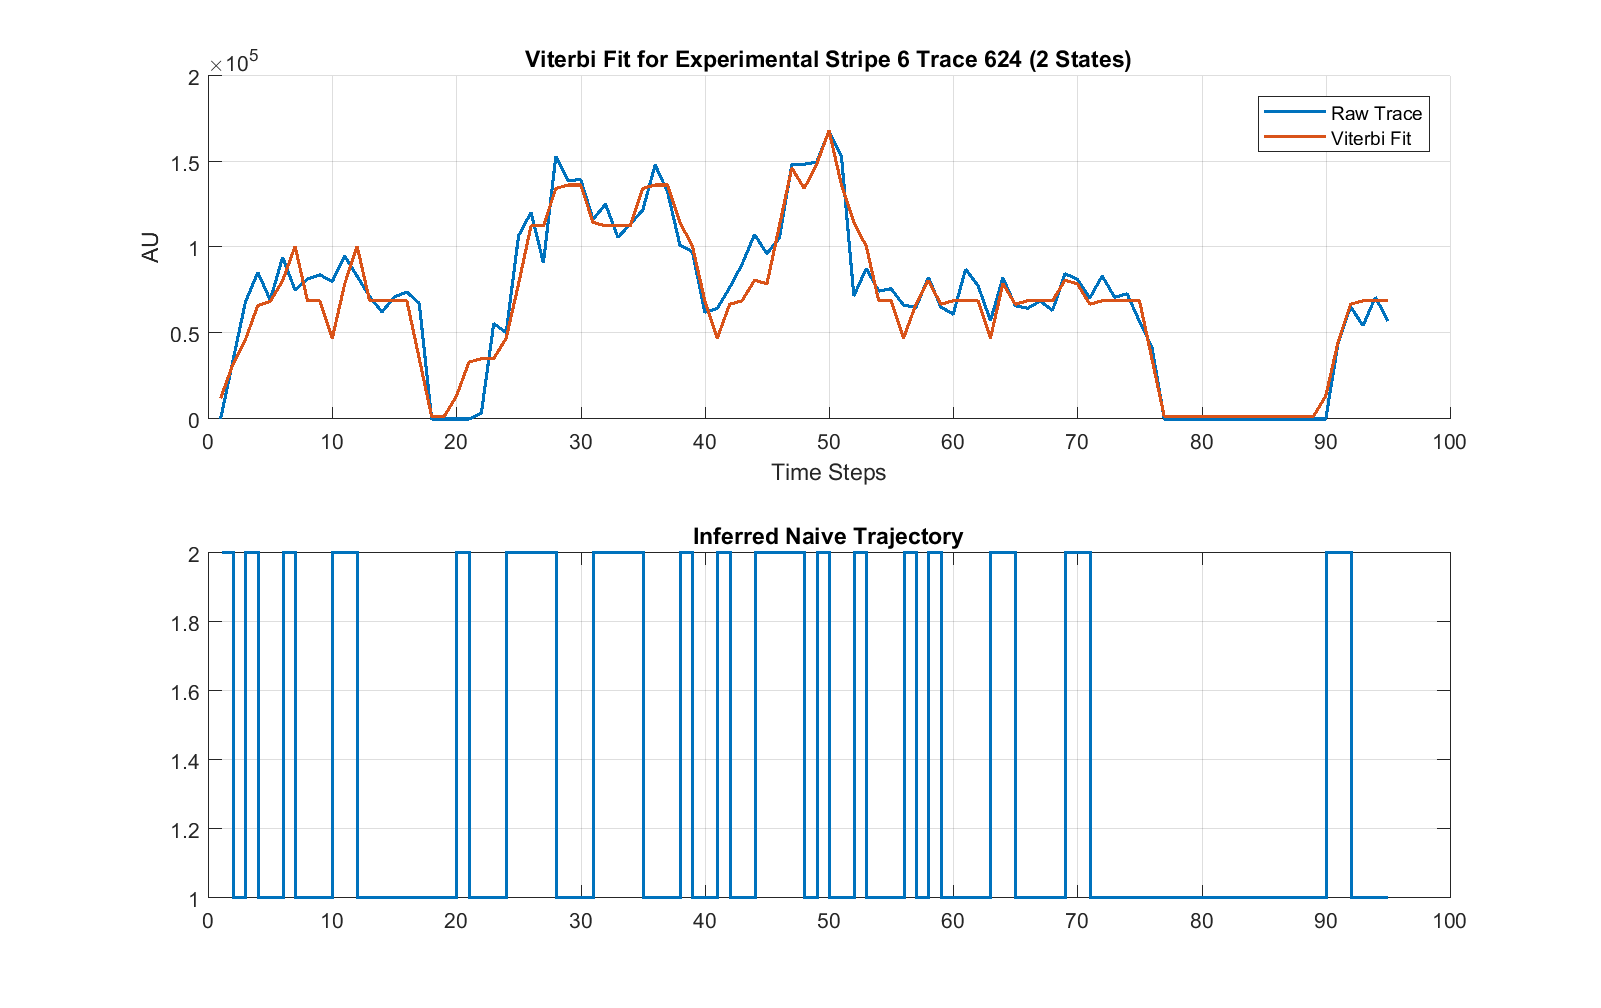 Viterbi Fit for Experimental Stripe 6 Trace 624 (2 States)
×10^5
2
1.5
1
0.5
0
AU
Raw Trace
Viterbi Fit
0 10 20 30 40 50 60 70 80 90 100
Time Steps
Inferred Naive Trajectory
2
1.8
1.6
1.4
1.2
1
0 10 20 30 40 50 60 70 80 90 100